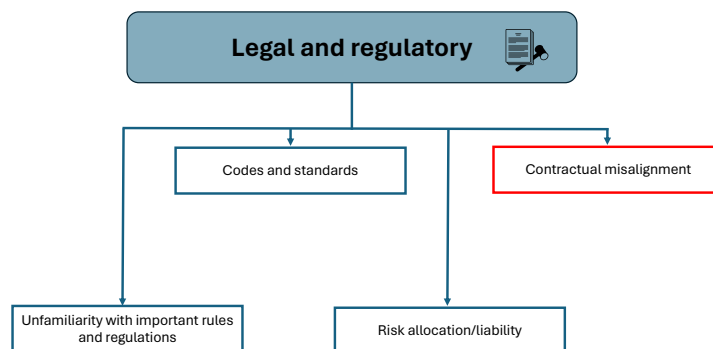 Legal and regulatory
Codes and standards
Contractual misalignment
Unfamiliarity with important rules
and regulations
Risk allocation/liability